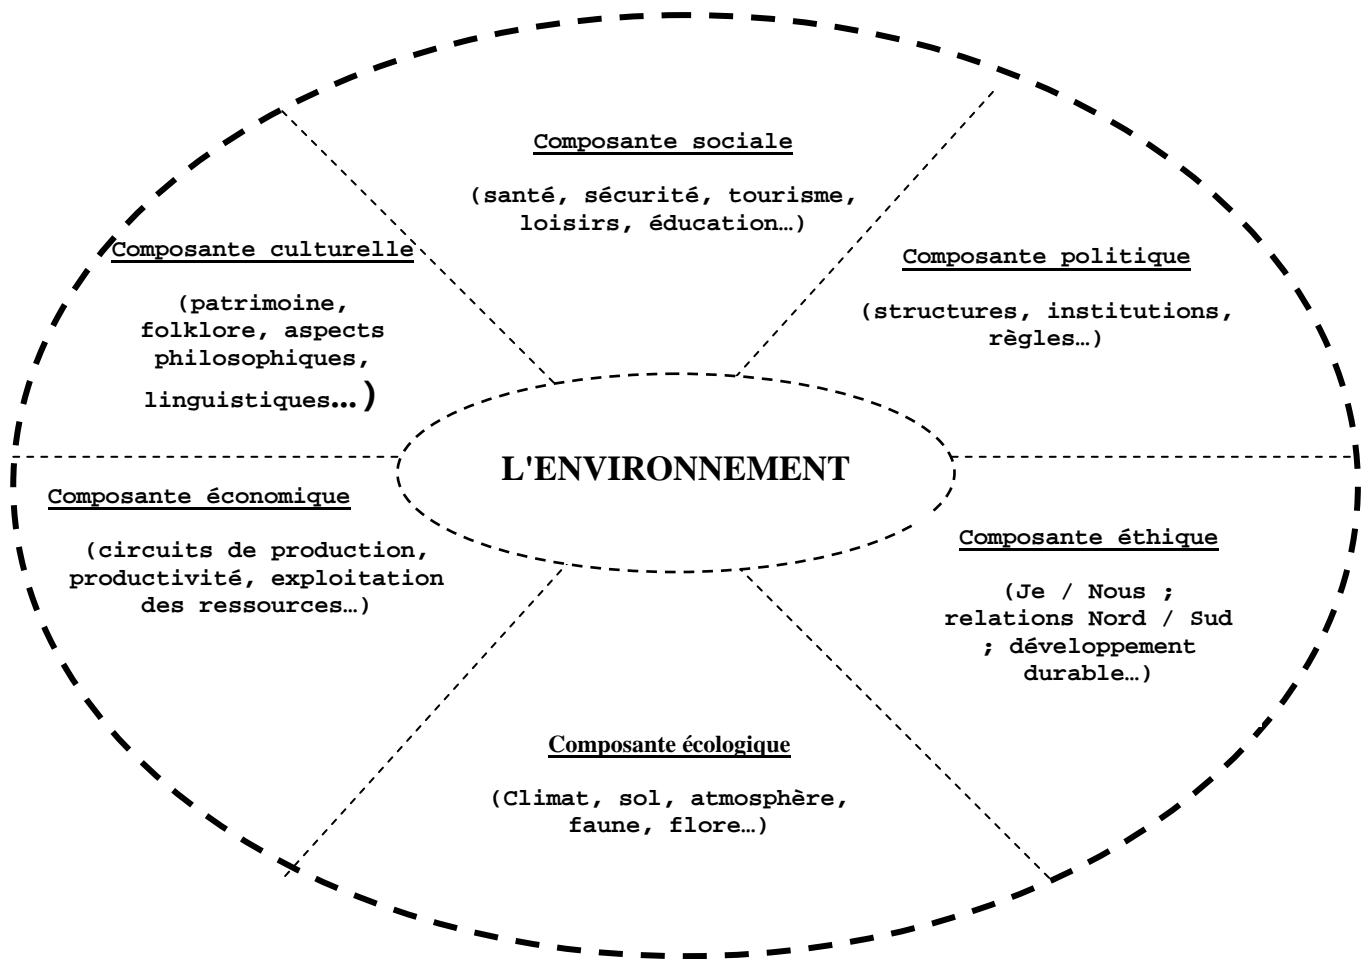 Composante sociale
(santé, sécurité, tourisme,
loisirs, éducation…)
Composante culturelle
(patrimoine,
folklore, aspects
philosophiques,
linguistiques...)
Composante politique
(structures, institutions,
règles…)
L'ENVIRONNEMENT
Composante économique
(circuits de production,
productivité, exploitation
des ressources…)
Composante éthique
(Je / Nous ;
relations Nord / Sud
; développement
durable…)
Composante écologique
(Climat, sol, atmosphère,
faune, flore…)